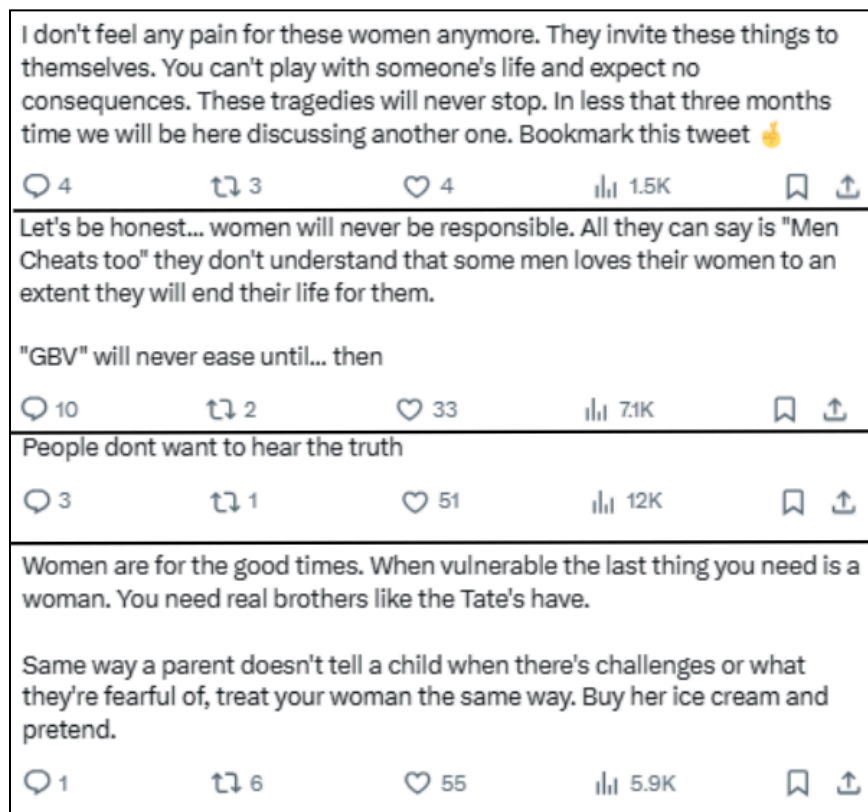 I don't feel any pain for these women anymore. They invite these things to
themselves. You can't play with someone's life and expect no
consequences. These tragedies will never stop. In less that three months
time we will be here discussing another one. Bookmark this tweet 🤞
4 3 4 1.5K
Let's be honest... women will never be responsible. All they can say is "Men
Cheats too" they don't understand that some men loves their women to an
extent they will end their life for them.
"GBV" will never ease until... then
10 2 33 7.1K
People dont want to hear the truth
3 1 51 12K
Women are for the good times. When vulnerable the last thing you need is a
woman. You need real brothers like the Tate's have.
Same way a parent doesn't tell a child when there's challenges or what
they're fearful of, treat your woman the same way. Buy her ice cream and
pretend.
1 6 55 5.9K